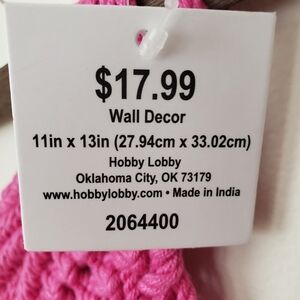 $17.99
Wall Decor
11in x 13in (27.94cm x 33.02cm)
Hobby Lobby
Oklahoma City, OK 73179
www.hobbylobby.com • Made in India
2064400